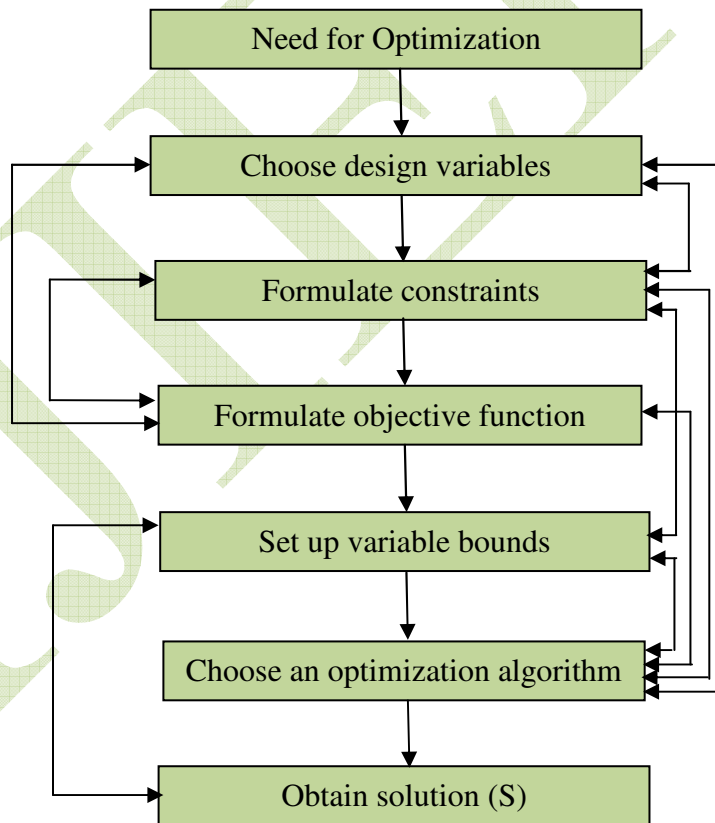 Need for Optimization
Choose design variables
Formulate constraints
Formulate objective function
Set up variable bounds
Choose an optimization algorithm
Obtain solution (S)